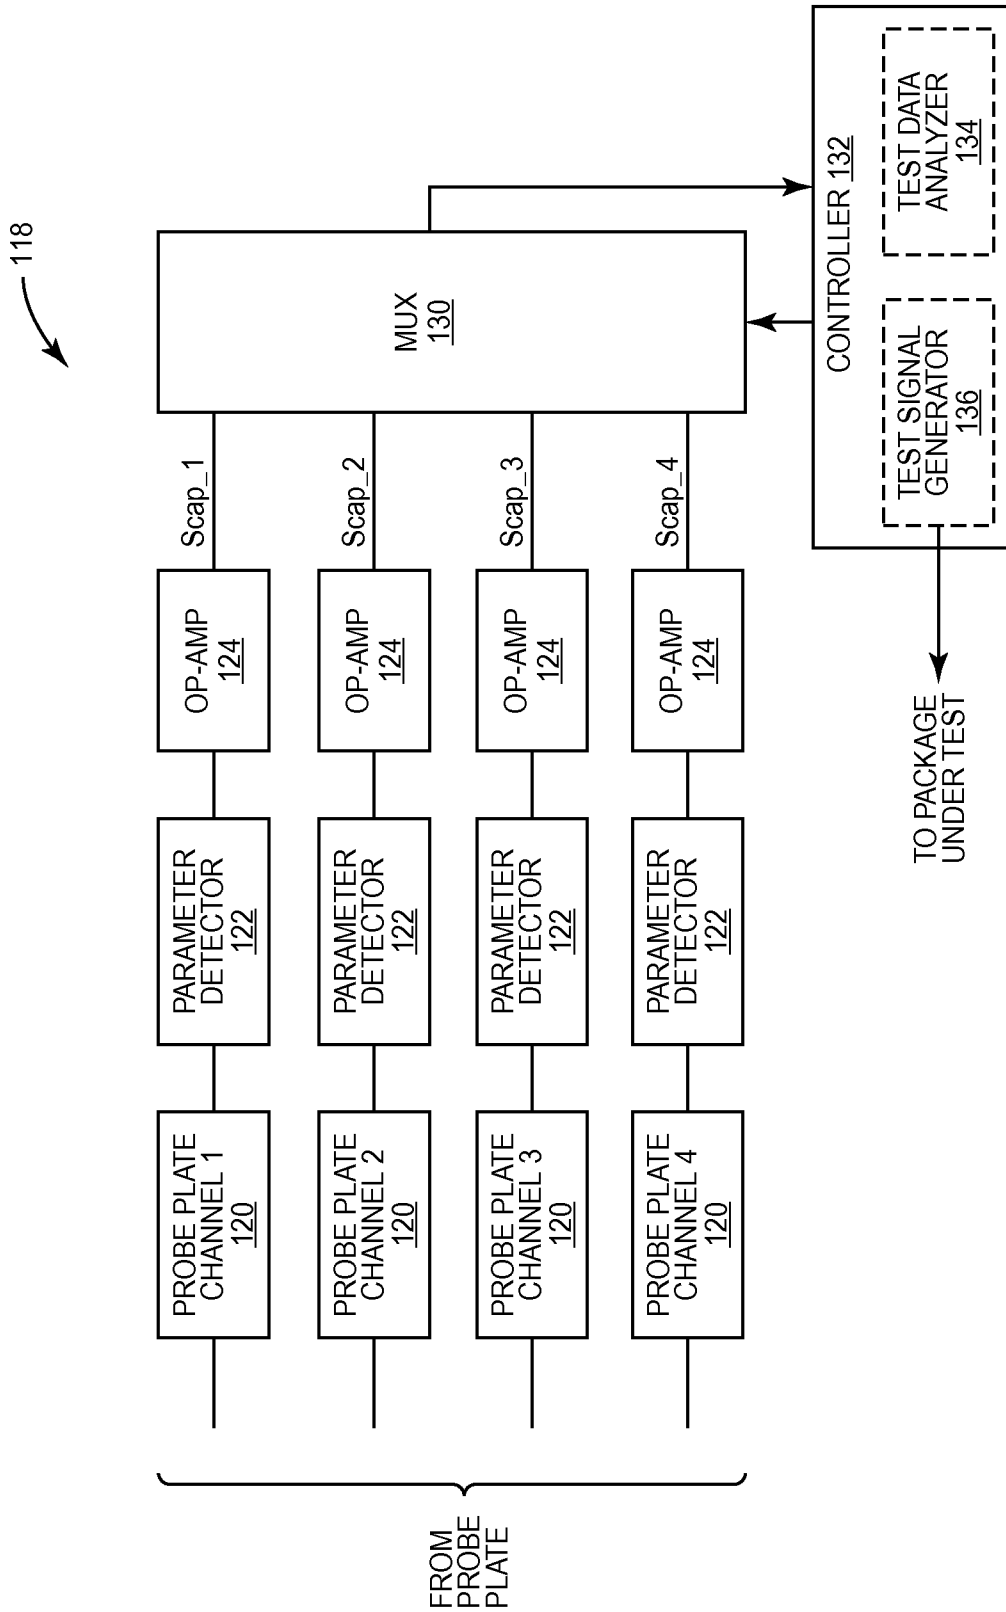 118
FROM
PROBE
PLATE
PROBE PLATE
CHANNEL 1
120
PARAMETER
DETECTOR
122
OP-AMP
124
Scap_1
PROBE PLATE
CHANNEL 2
120
PARAMETER
DETECTOR
122
OP-AMP
124
Scap_2
PROBE PLATE
CHANNEL 3
120
PARAMETER
DETECTOR
122
OP-AMP
124
Scap_3
PROBE PLATE
CHANNEL 4
120
PARAMETER
DETECTOR
122
OP-AMP
124
Scap_4
MUX
130
CONTROLLER 132
TEST SIGNAL
GENERATOR
136
TEST DATA
ANALYZER
134
TO PACKAGE
UNDER TEST